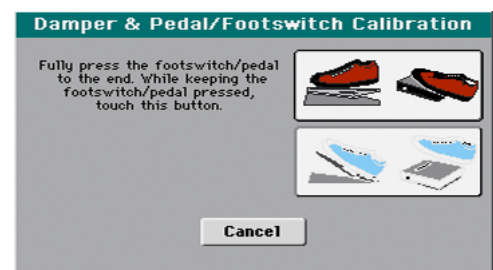 Damper & Pedal/Footswitch Calibration
Fully press the footswitch/pedal
to the end. While keeping the
footswitch/pedal pressed,
touch this button.
Cancel